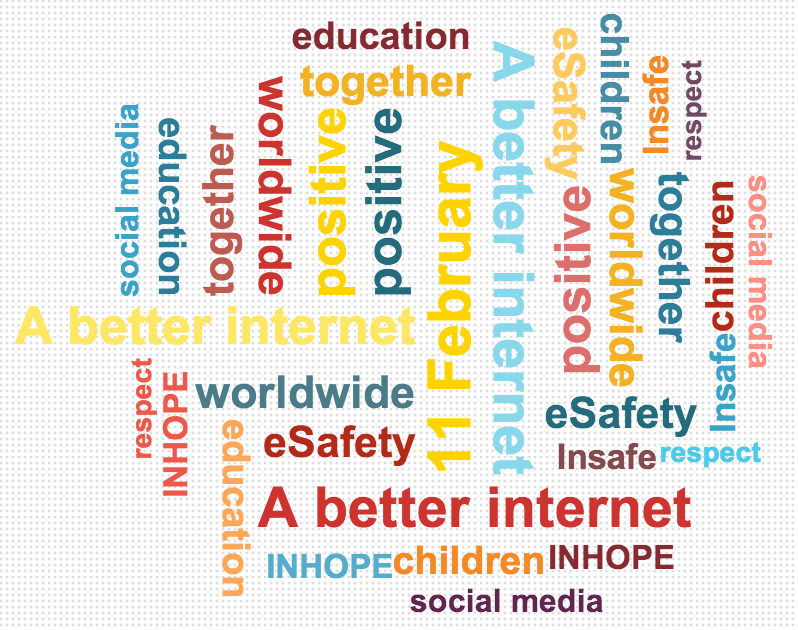 education
together
A better internet
eSafety
children
Insafe
respect
social media
education
together
worldwide
positive
positive
11 February
positive
worldwide
together
children
social media
A better internet
respect
INHOPE
worldwide
eSafety
Insafe
eSafety
Insafe
respect
education
A better internet
INHOPE
children
INHOPE
social media